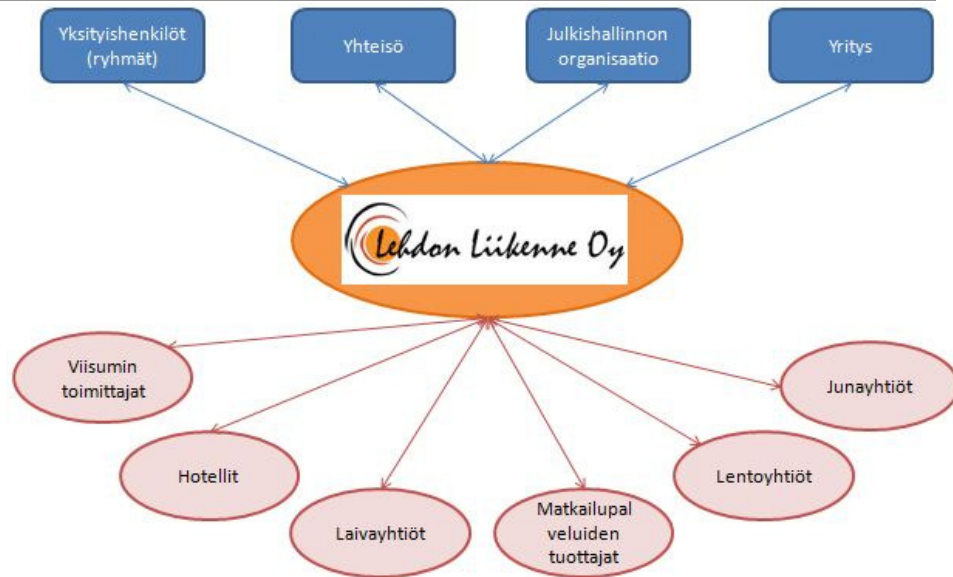 Yksityishenkilöt
(ryhmät)
Yhteisö
Julkishallinnon
organisaatio
Yritys
Lehdon Liikenne Oy
Viisumin
toimittajat
Junayhtiöt
Hotellit
Lentoyhtiöt
Laivayhtiöt
Matkailupal
veluiden
tuottajat